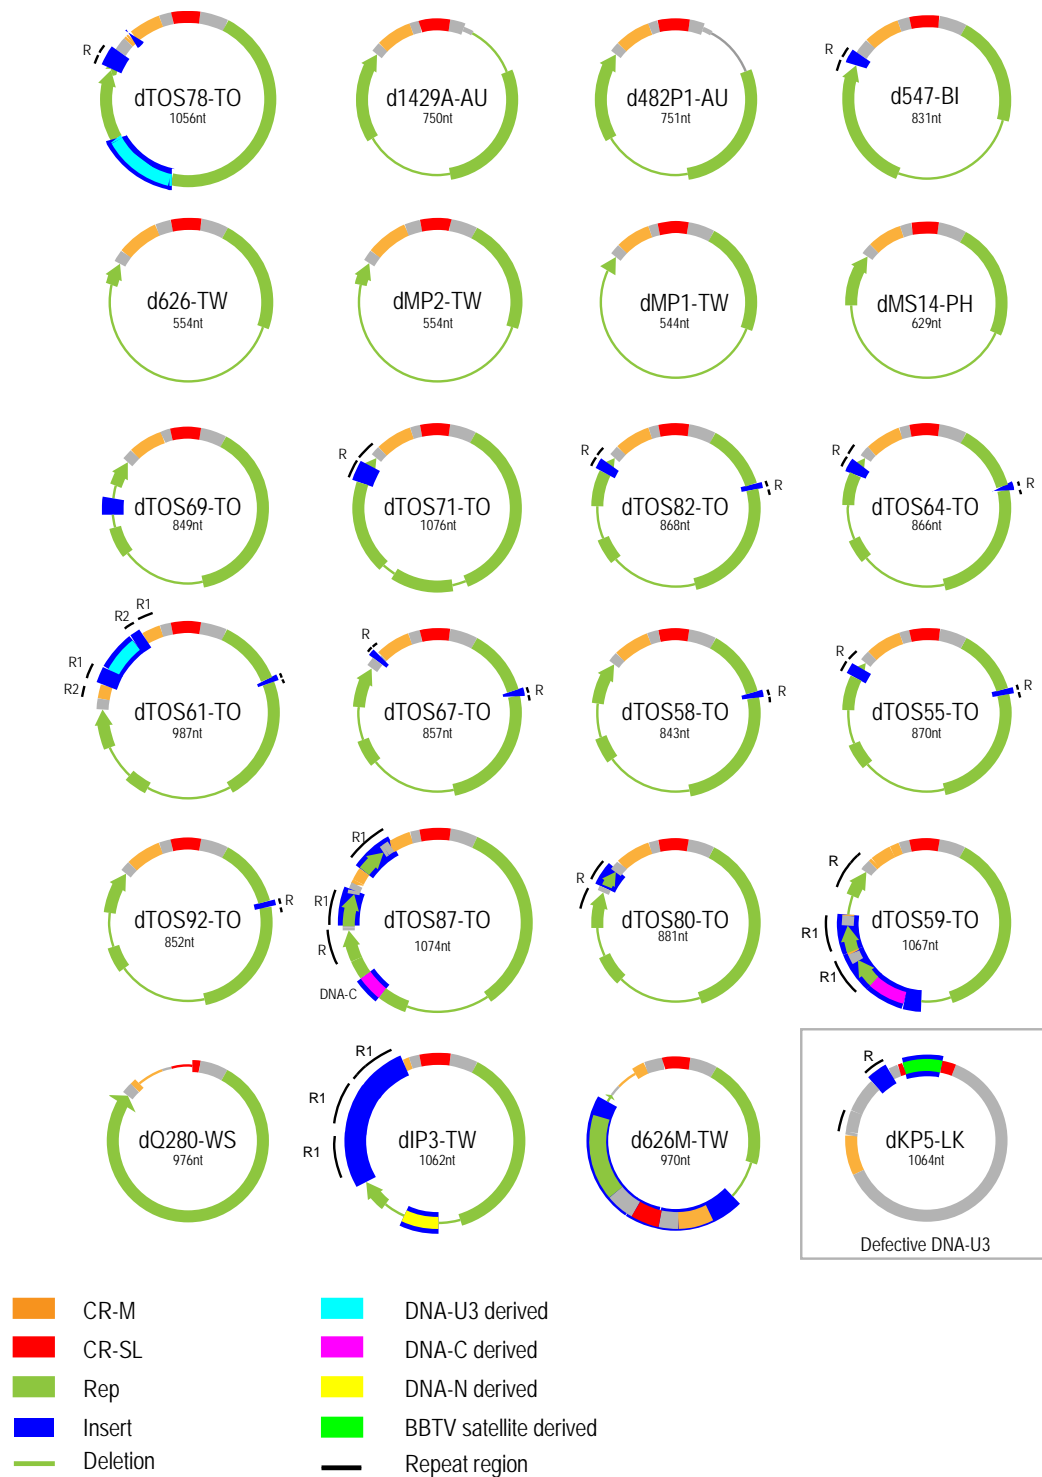 R
dTOS78-TO
1056nt
d1429A-AU
750nt
d482P1-AU
751nt
R
d547-BI
831nt
d626-TW
554nt
dMP2-TW
554nt
dMP1-TW
544nt
dMS14-PH
629nt
dTOS69-TO
849nt
R
dTOS71-TO
1076nt
R
dTOS82-TO
868nt
R
R
dTOS64-TO
866nt
R
R1
R2
R1
R2
dTOS61-TO
987nt
R
dTOS67-TO
857nt
R
dTOS58-TO
843nt
R
R
dTOS55-TO
870nt
R
dTOS92-TO
852nt
R
R1
R1
R
DNA-C
dTOS87-TO
1074nt
R
dTOS80-TO
881nt
R
R1
R1
dTOS59-TO
1067nt
dQ280-WS
976nt
R1
R1
R1
dIP3-TW
1062nt
d626M-TW
970nt
R
dKP5-LK
1064nt
Defective DNA-U3
CR-M
CR-SL
Rep
Insert
Deletion
DNA-U3 derived
DNA-C derived
DNA-N derived
BBTV satellite derived
Repeat region